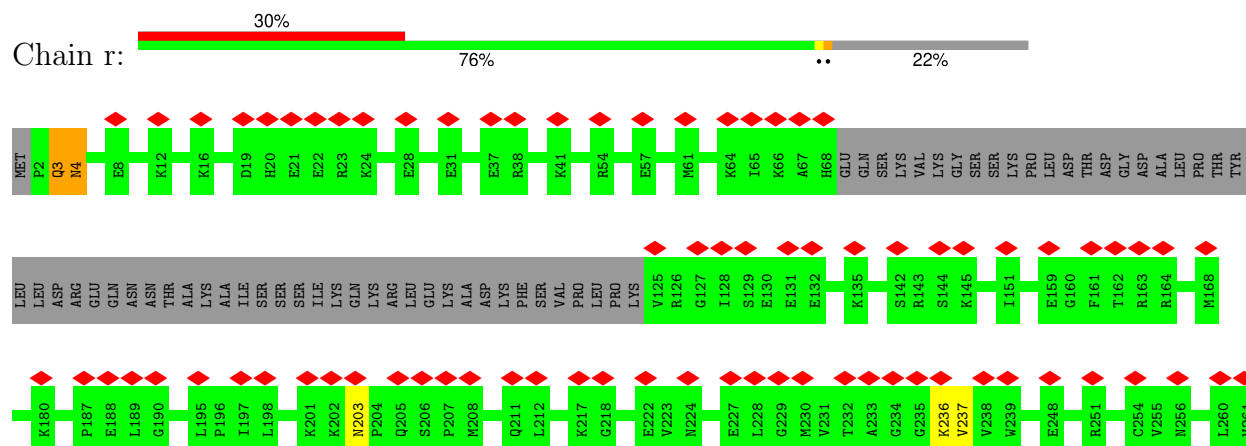 30%
Chain r:
76% •• 22%
MET P2 Q3 N4 E8 K12 K16 D19 H20 E21 E22 R23 K24 E28 E31 E37 R38 K41 R54 E57 M61 K64 I65 K66 A67 H68 GLU GLN SER LYS VAL LYS GLY SER SER LYS PRO LEU ASP THR ASP GLY ASP ALA LEU PRO THR TYR
LEU LEU ASP ARG GLU GLN ASN ASN THR ALA LYS ALA ILE SER SER SER ILE LYS GLN LYS ARG LEU GLU LYS ALA ASP LYS PHE SER VAL PRO LEU PRO LYS V125 R126 G127 I128 S129 E130 E131 E132 K135 S142 R143 S144 K145 I151 E159 G160 F161 T162 R163 R164 M168
K180 P187 E188 L189 G190 L195 P196 I197 L198 K201 K202 N203 P204 Q205 S206 P207 M208 Q211 L212 K217 G218 E222 V223 N224 E227 L228 G229 M230 V231 T232 A233 G234 G235 K236 V237 V238 W239 E248 R251 C254 V255 N256 L260